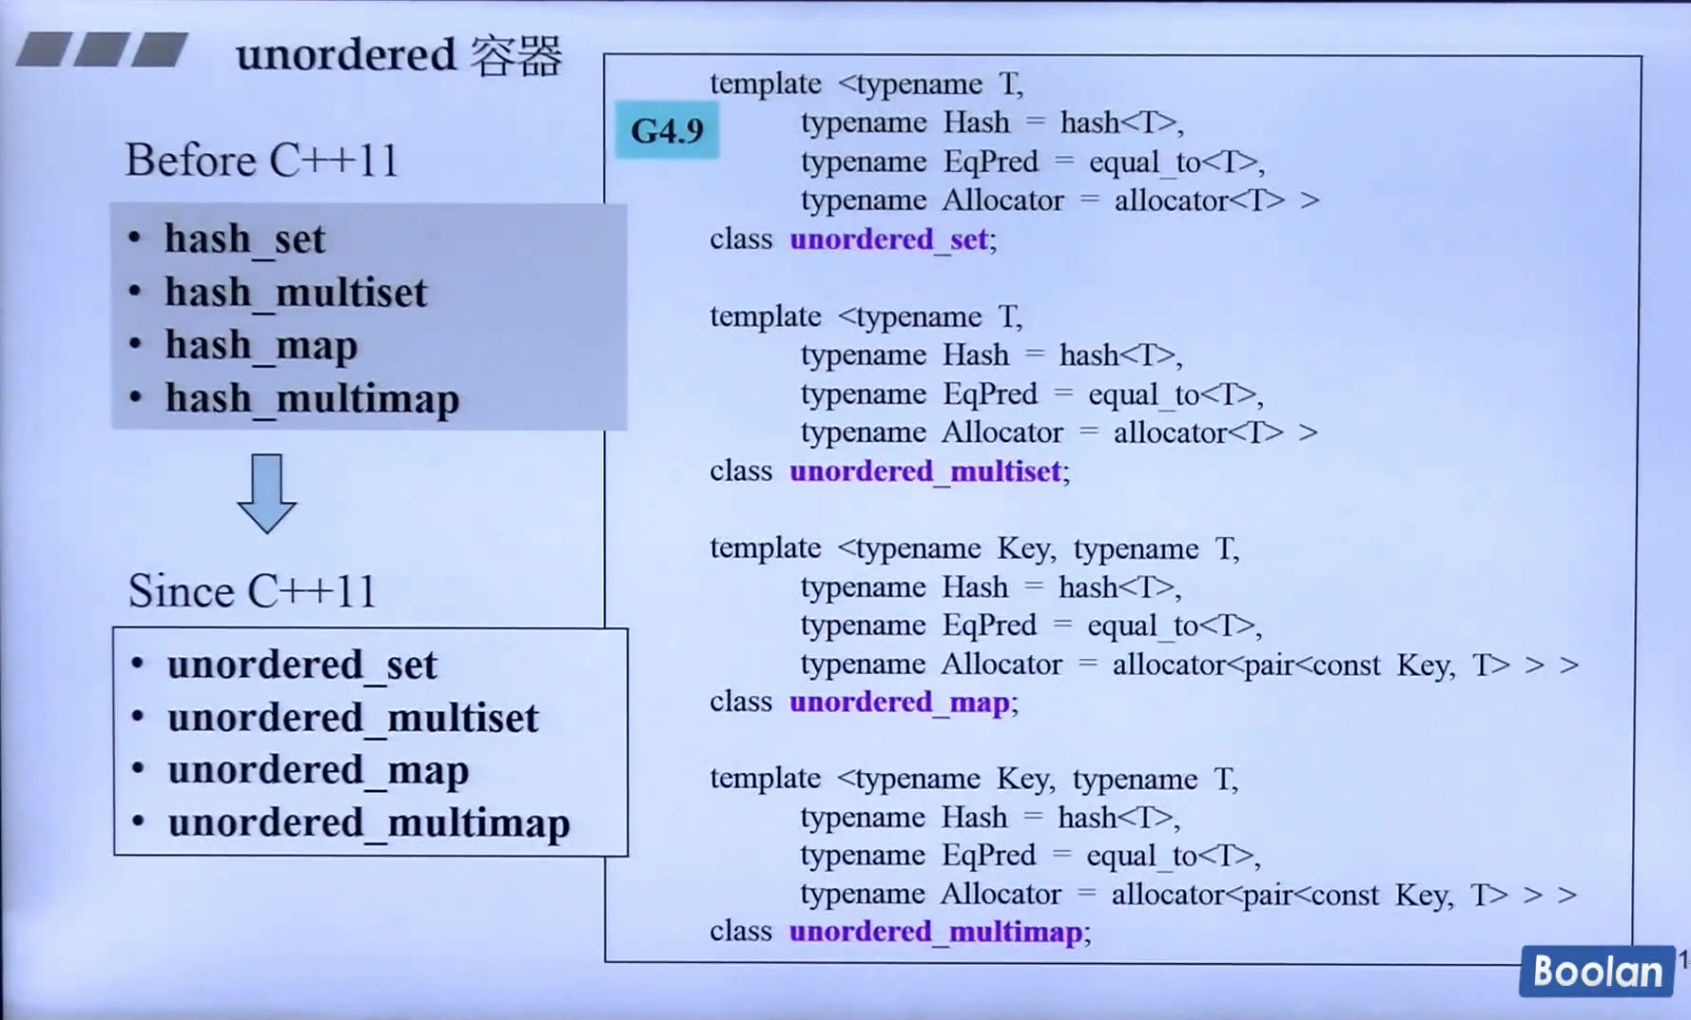 unordered 容器
Before C++11
• hash_set
• hash_multiset
• hash_map
• hash_multimap
Since C++11
• unordered_set
• unordered_multiset
• unordered_map
• unordered_multimap
G4.9
template <typename T,
typename Hash = hash<T>,
typename EqPred = equal_to<T>,
typename Allocator = allocator<T> >
class unordered_set;
template <typename T,
typename Hash = hash<T>,
typename EqPred = equal_to<T>,
typename Allocator = allocator<T> >
class unordered_multiset;
template <typename Key, typename T,
typename Hash = hash<T>,
typename EqPred = equal_to<T>,
typename Allocator = allocator<pair<const Key, T> > >
class unordered_map;
template <typename Key, typename T,
typename Hash = hash<T>,
typename EqPred = equal_to<T>,
typename Allocator = allocator<pair<const Key, T> > >
class unordered_multimap;
Boolan